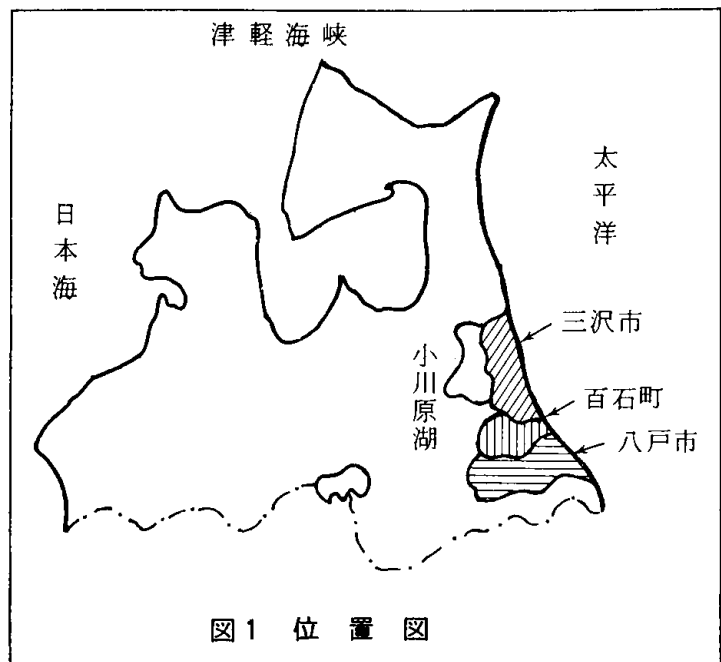 津軽海峡
太平洋
日本海
三沢市
小川原湖
百石町
八戸市
図1 位置図